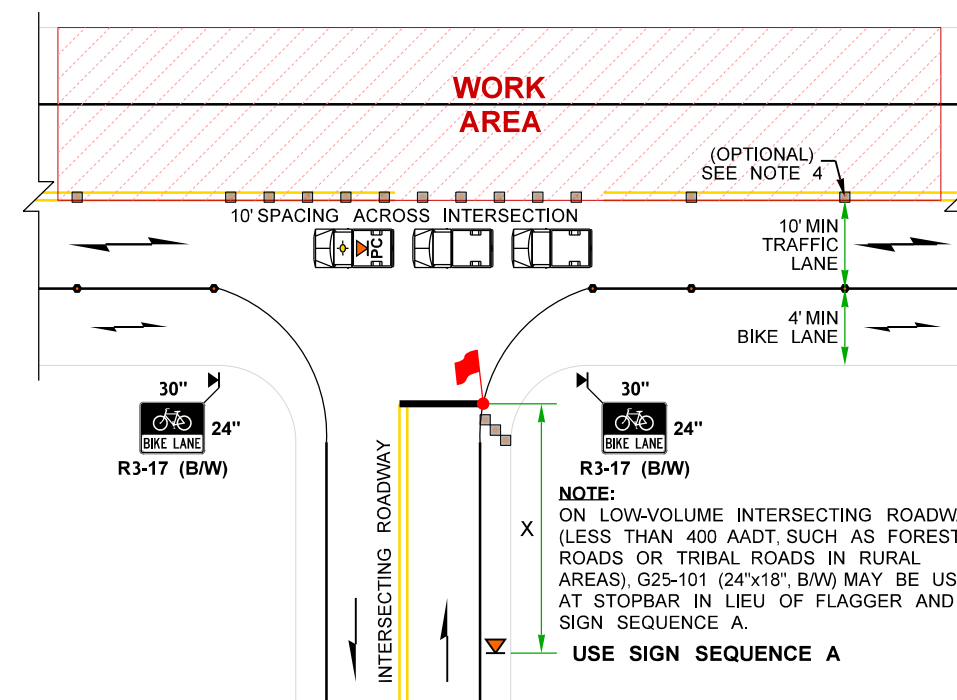 WORK
AREA
(OPTIONAL)
SEE NOTE 4
10' SPACING ACROSS INTERSECTION
PC
10' MIN
TRAFFIC
LANE
4' MIN
BIKE LANE
30"
24"
BIKE LANE
R3-17 (B/W)
30"
24"
BIKE LANE
R3-17 (B/W)
INTERSECTING ROADWAY
X
NOTE:
ON LOW-VOLUME INTERSECTING
(LESS THAN 400 AADT, SUCH AS FOREST
ROADS OR TRIBAL ROADS IN RURAL
AREAS), G25-101 (24"x18", B/W) MAY BE
AT STOPBAR IN LIEU OF FLAGGER AND
SIGN SEQUENCE A.
USE SIGN SEQUENCE A